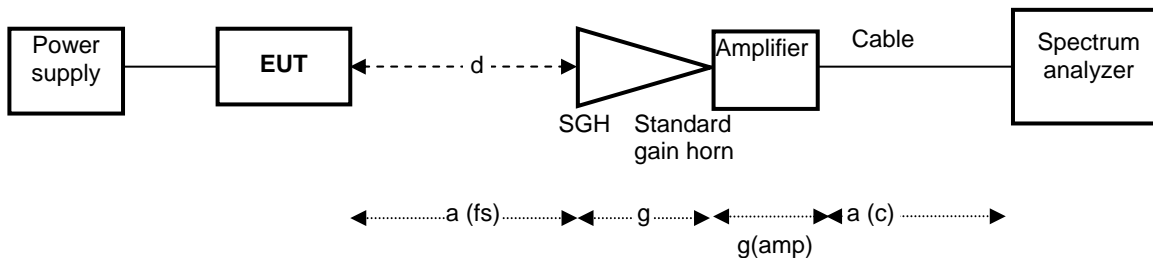 Power
supply
EUT
d
Amplifier
Cable
Spectrum
analyzer
SGH
Standard
gain horn
a (fs)
g
g(amp)
a (c)